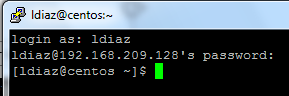 ldiaz@centos:~
login as: ldiaz
ldiaz@192.168.209.128's password:
[ldiaz@centos ~]$